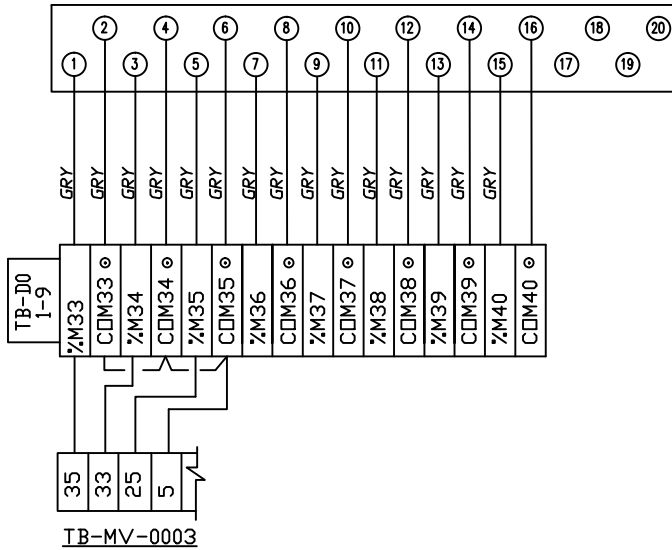 2 4 6 8 10 12 14 16 18 20
1 3 5 7 9 11 13 15 17 19
GRY GRY GRY GRY GRY GRY GRY GRY GRY GRY GRY GRY GRY GRY GRY
TB-DO
1-9
%M33
COM33
%M34
COM34
%M35
COM35
%M36
COM36
%M37
COM37
%M38
COM38
%M39
COM39
%M40
COM40
35
33
25
5
TB-MV-0003